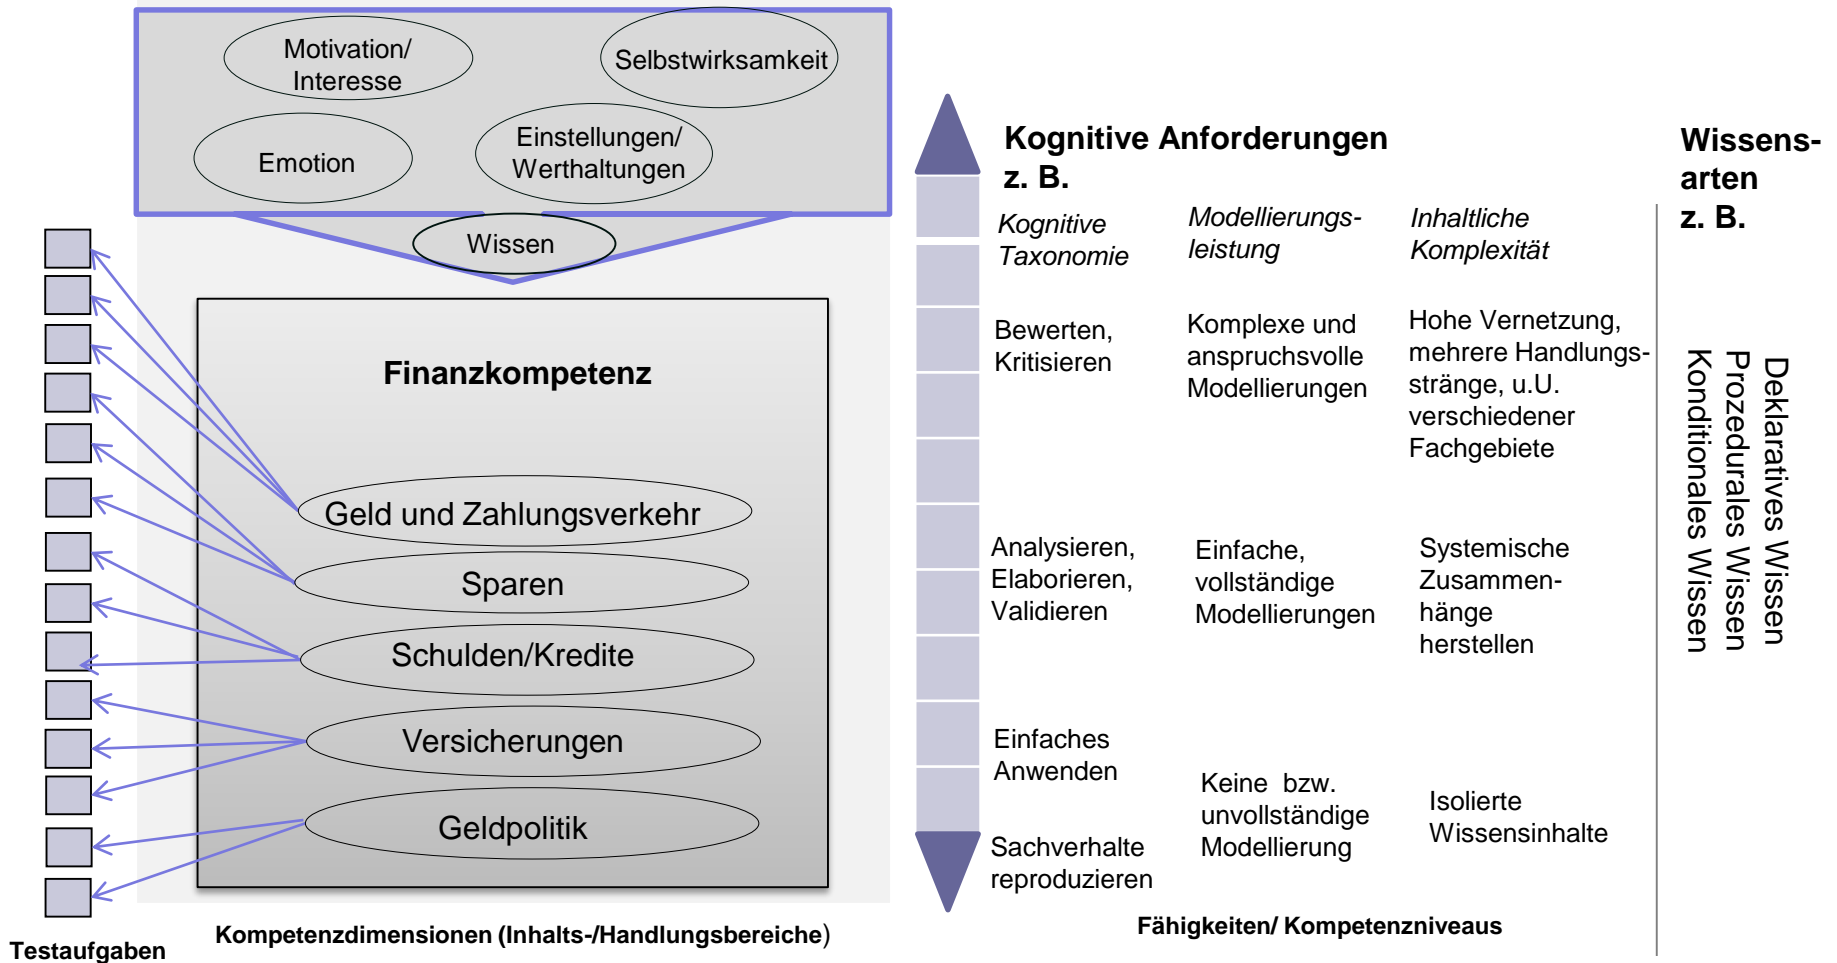 Motivation/
Interesse
Selbstwirksamkeit
Emotion
Einstellungen/
Werthaltungen
Wissen
Finanzkompetenz
Geld und Zahlungsverkehr
Sparen
Schulden/Kredite
Versicherungen
Geldpolitik
Testaufgaben
Kompetenzdimensionen (Inhalts-/Handlungsbereiche)
Kognitive Anforderungen
z. B.
Kognitive
Taxonomie
Modellierungs-
leistung
Inhaltliche
Komplexität
Bewerten,
Kritisieren
Komplexe und
anspruchsvolle
Modellierungen
Hohe Vernetzung,
mehrere Handlungs-
stränge, u.U.
verschiedener
Fachgebiete
Analysieren,
Elaborieren,
Validieren
Einfache,
vollständige
Modellierungen
Systemische
Zusammen-
hänge
herstellen
Einfaches
Anwenden
Sachverhalte
reproduzieren
Keine bzw.
unvollständige
Modellierung
Isolierte
Wissensinhalte
Fähigkeiten/ Kompetenzniveaus
Wissens-
arten
z. B.
Deklaratives Wissen
Prozedurales Wissen
Konditionales Wissen